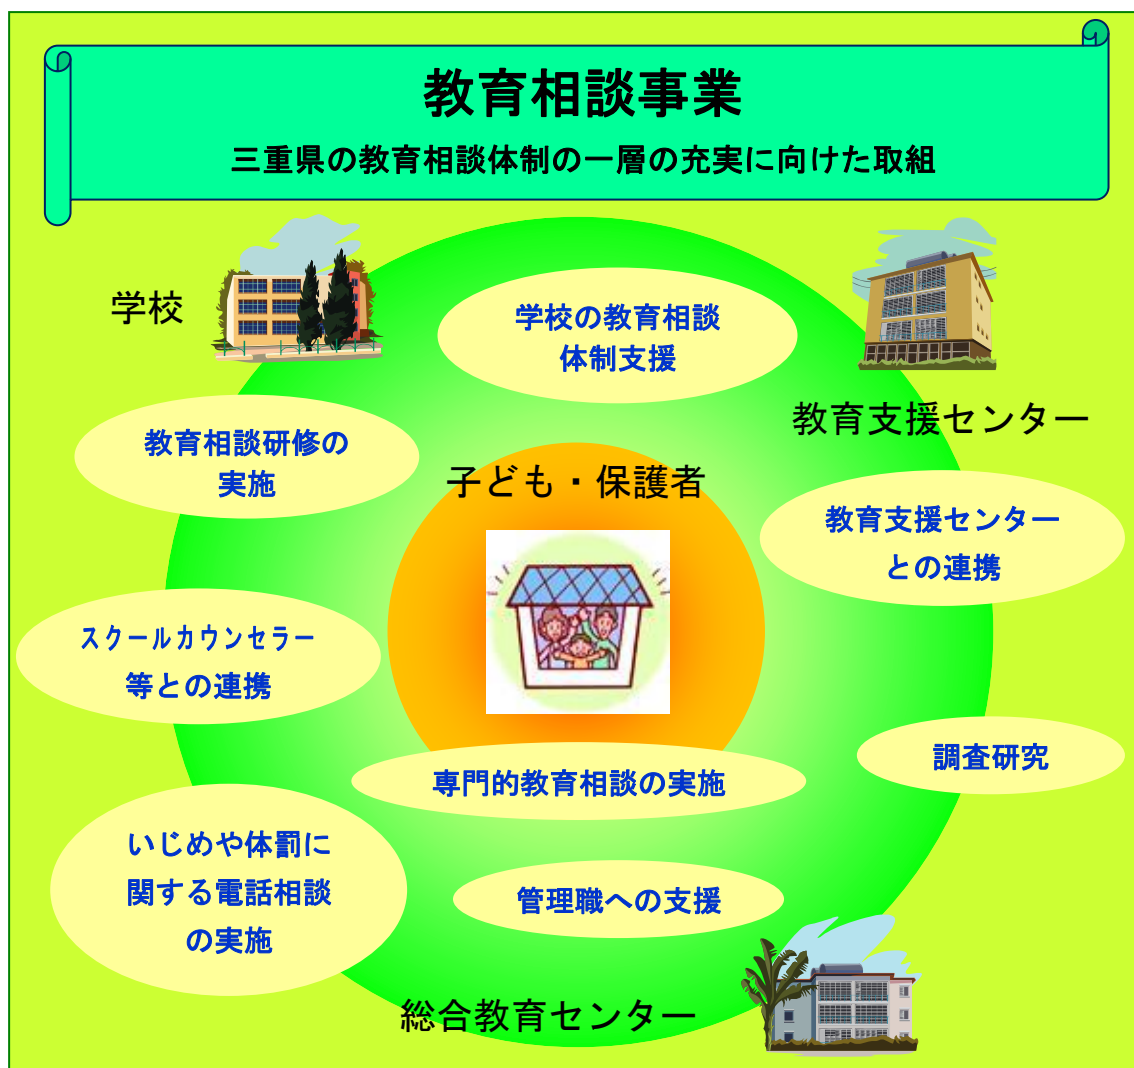 教育相談事業
三重県の教育相談体制の一層の充実に向けた取組
学校
学校の教育相談
体制支援
教育支援センター
教育相談研修の
実施
子ども・保護者
教育支援センター
との連携
スクールカウンセラー
等との連携
調査研究
専門的教育相談の実施
いじめや体罰に
関する電話相談
の実施
管理職への支援
総合教育センター